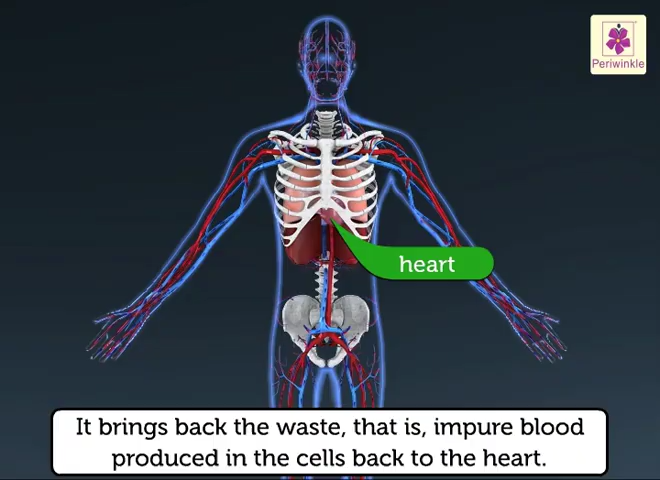 Periwinkle
heart
It brings back the waste, that is, impure blood
produced in the cells back to the heart.